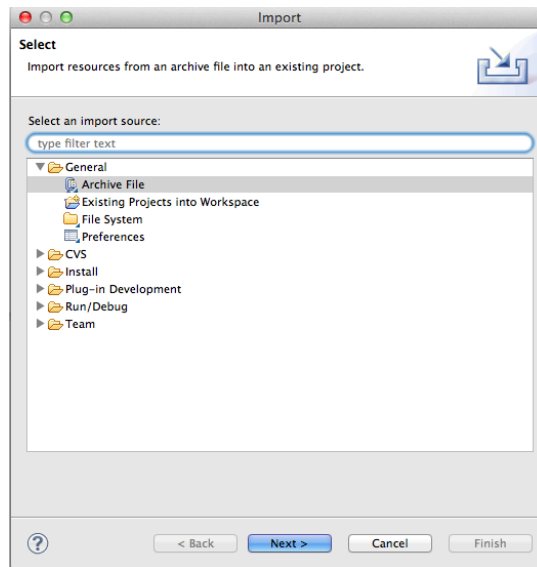 Import
Select
Import resources from an archive file into an existing project.
Select an import source:
type filter text
General
Archive File
Existing Projects into Workspace
File System
Preferences
CVS
Install
Plug-in Development
Run/Debug
Team
? < Back Next > Cancel Finish